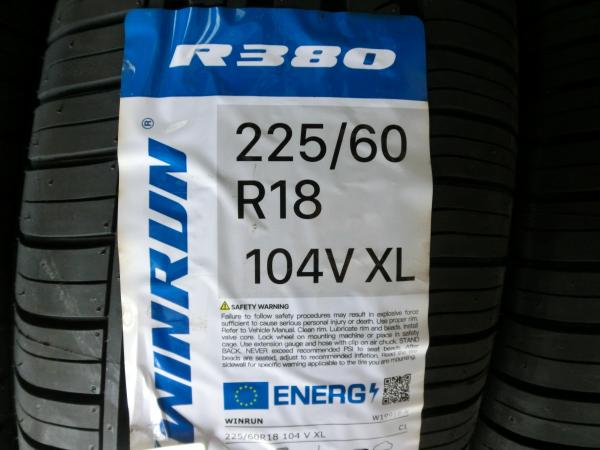 R380
WINRUN®
225/60
R18
104V XL
SAFETY WARNING
Failure to follow safety procedures may result in explosive force
sufficient to cause serious personal injury or death. Use proper rim.
Refer to Vehicle Manual. Clean rim. Lubricate rim and beads. Install
valve core. Lock wheel on mounting machine or place in safety
cage. Use extension gauge and hose with clip on air chuck. STAND
BACK, NEVER exceed recommended PSI to seat beads. After
beads are seated, adjust to recommended inflation. Read the
sidewall for specific warning applicable to the tire you are mounting.
ENERG
WINRUN
225/60R18 104 V XL
C1